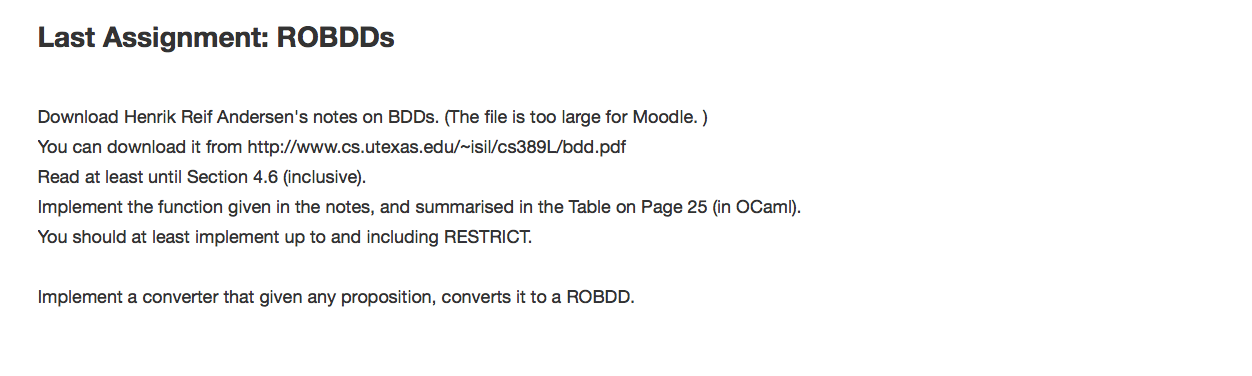 Last Assignment: ROBDDs
Download Henrik Reif Andersen's notes on BDDs. (The file is too large for Moodle. )
You can download it from http://www.cs.utexas.edu/~isil/cs389L/bdd.pdf
Read at least until Section 4.6 (inclusive).
Implement the function given in the notes, and summarised in the Table on Page 25 (in OCaml).
You should at least implement up to and including RESTRICT.
Implement a converter that given any proposition, converts it to a ROBDD.